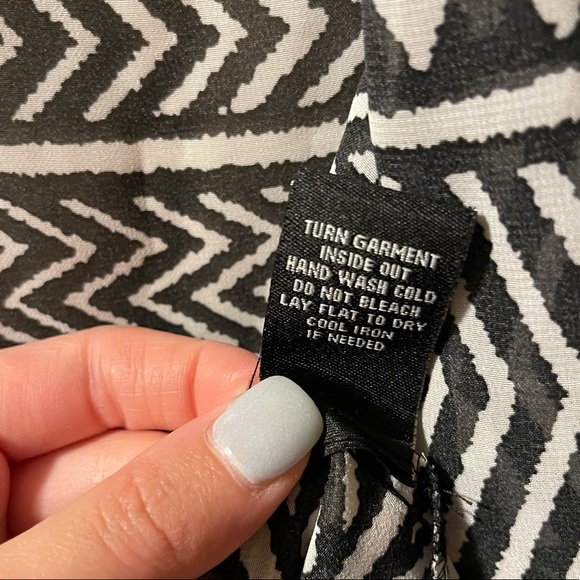 TURN GARMENT
INSIDE OUT
HAND WASH COLD
DO NOT BLEACH
LAY FLAT TO DRY
COOL IRON
IF NEEDED